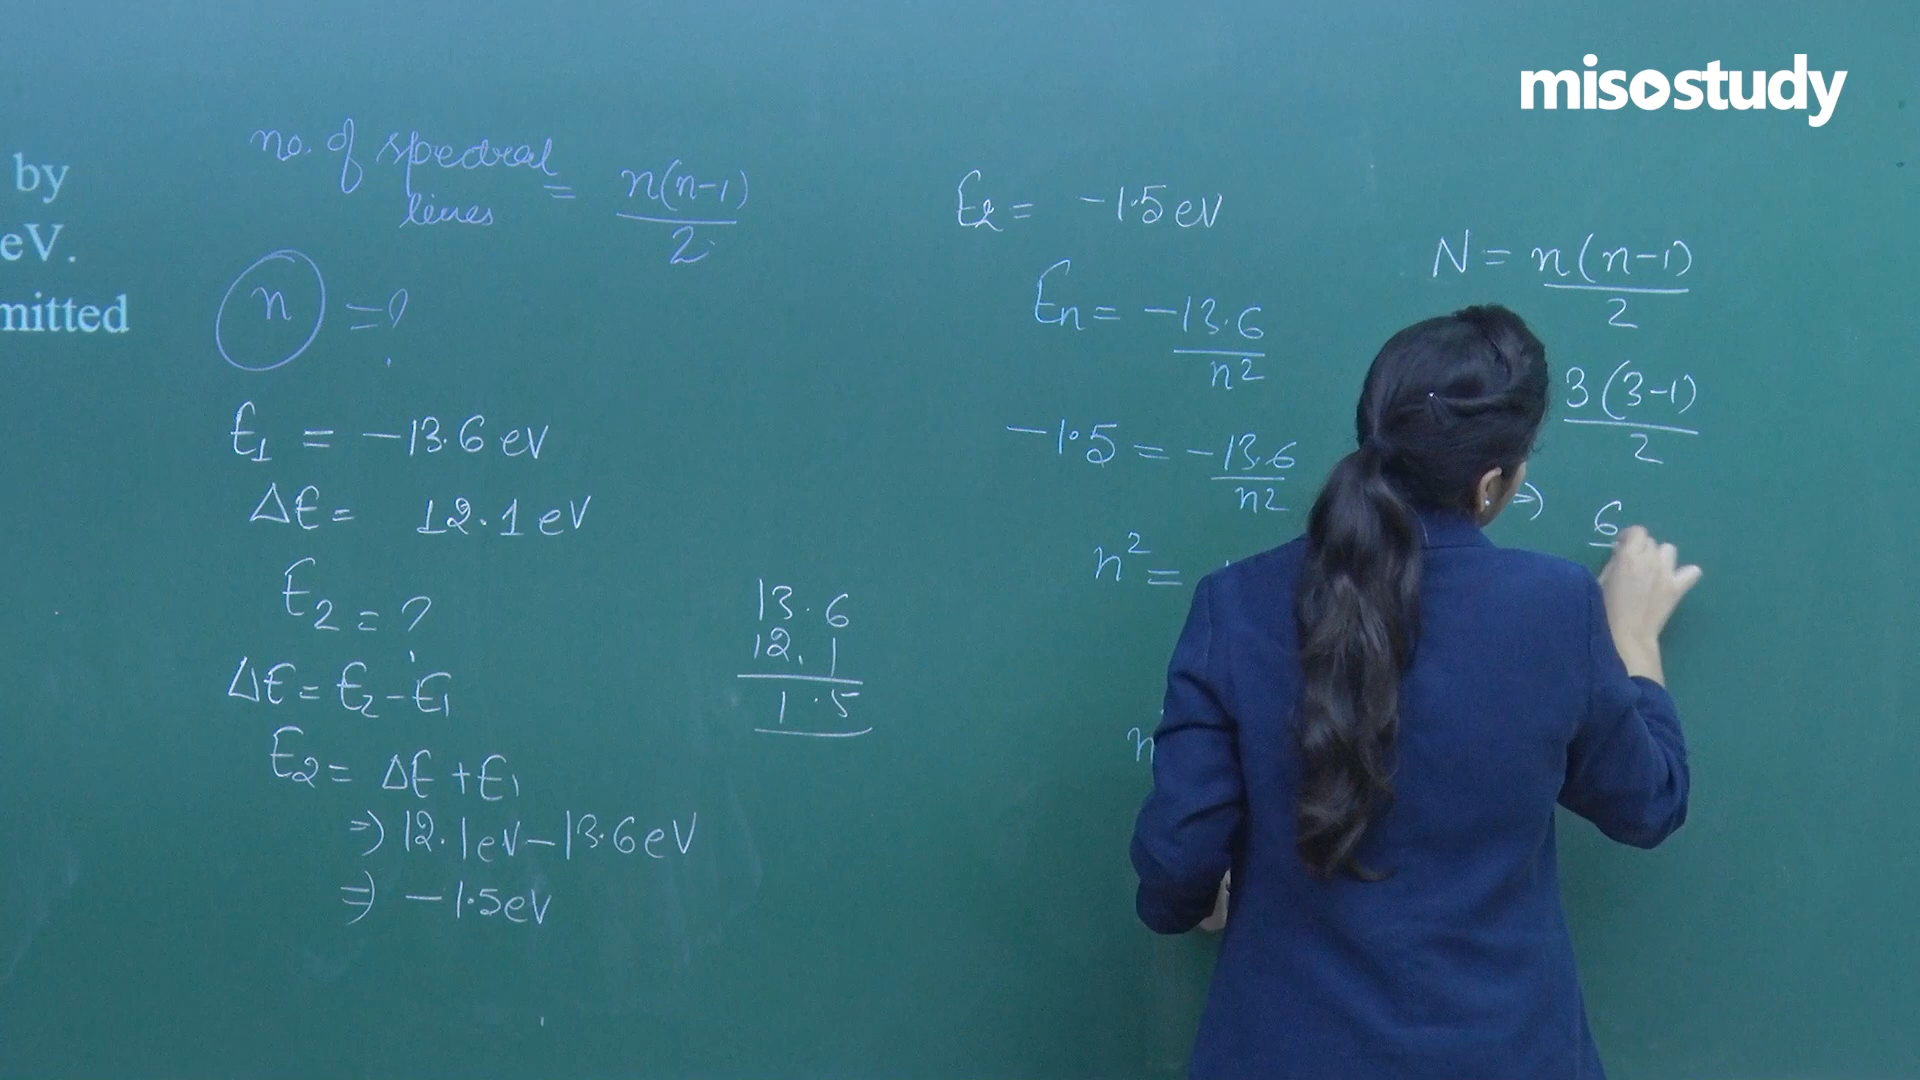 misostudy
by
eV.
mitted
no. of spectral
lines = n(n-1)
2
n = ?
E1 = -13.6 eV
ΔE = 12.1 eV
E2 = ?
ΔE = E2 - E1
E2 = ΔE + E1
⇒ 12.1eV - 13.6eV
⇒ -1.5eV
13.6
12.1
1.5
E2 = -1.5 eV
En = -13.6
n2
-1.5 = -13.6
n2
n2 =
n
N = n(n-1)
2
3(3-1)
2
⇒ 6